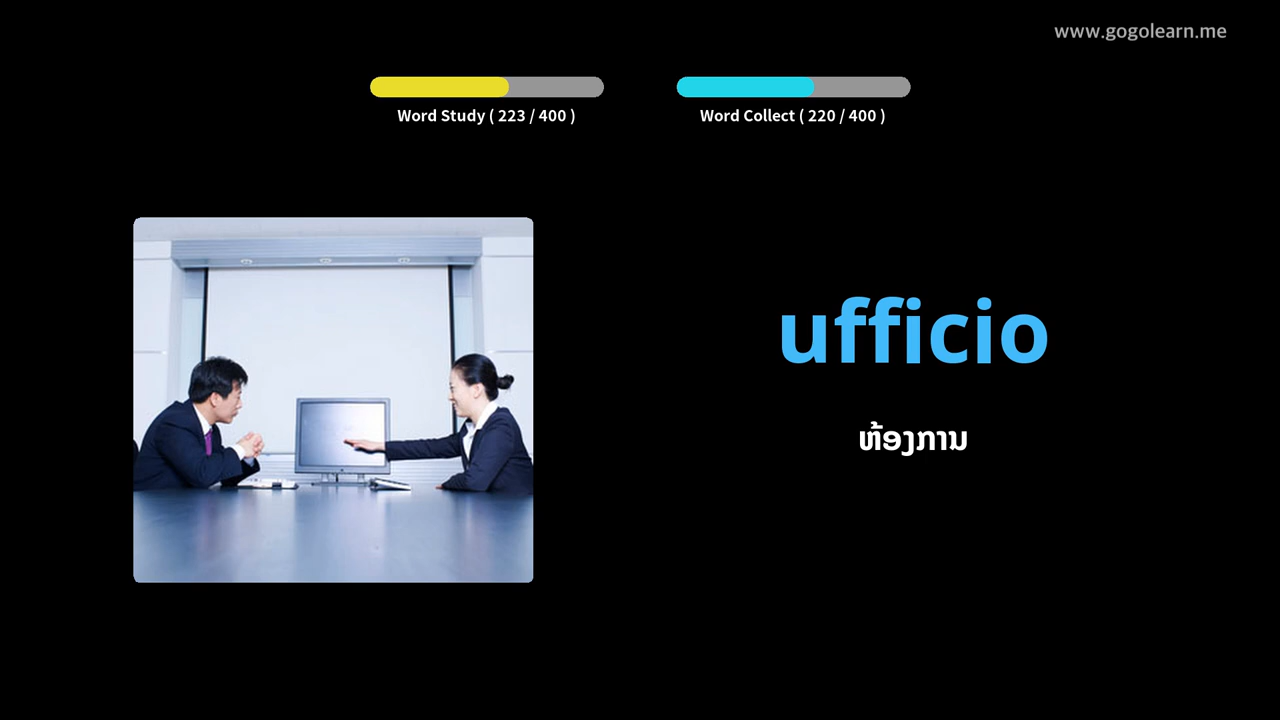 www.gogolearn.me
Word Study ( 223 / 400 )
Word Collect ( 220 / 400 )
ufficio
ຫ້ອງການ